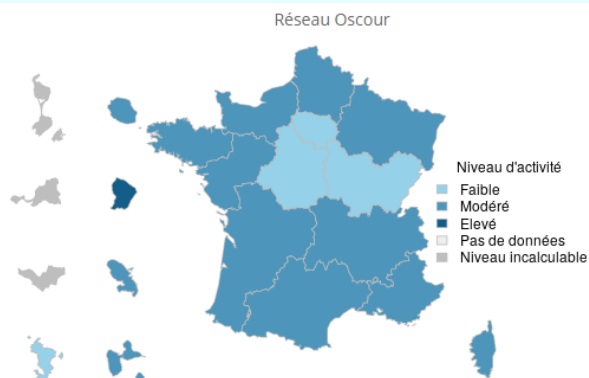 Réseau Oscour
Niveau d'activité
Faible
Modéré
Elevé
Pas de données
Niveau incalculable